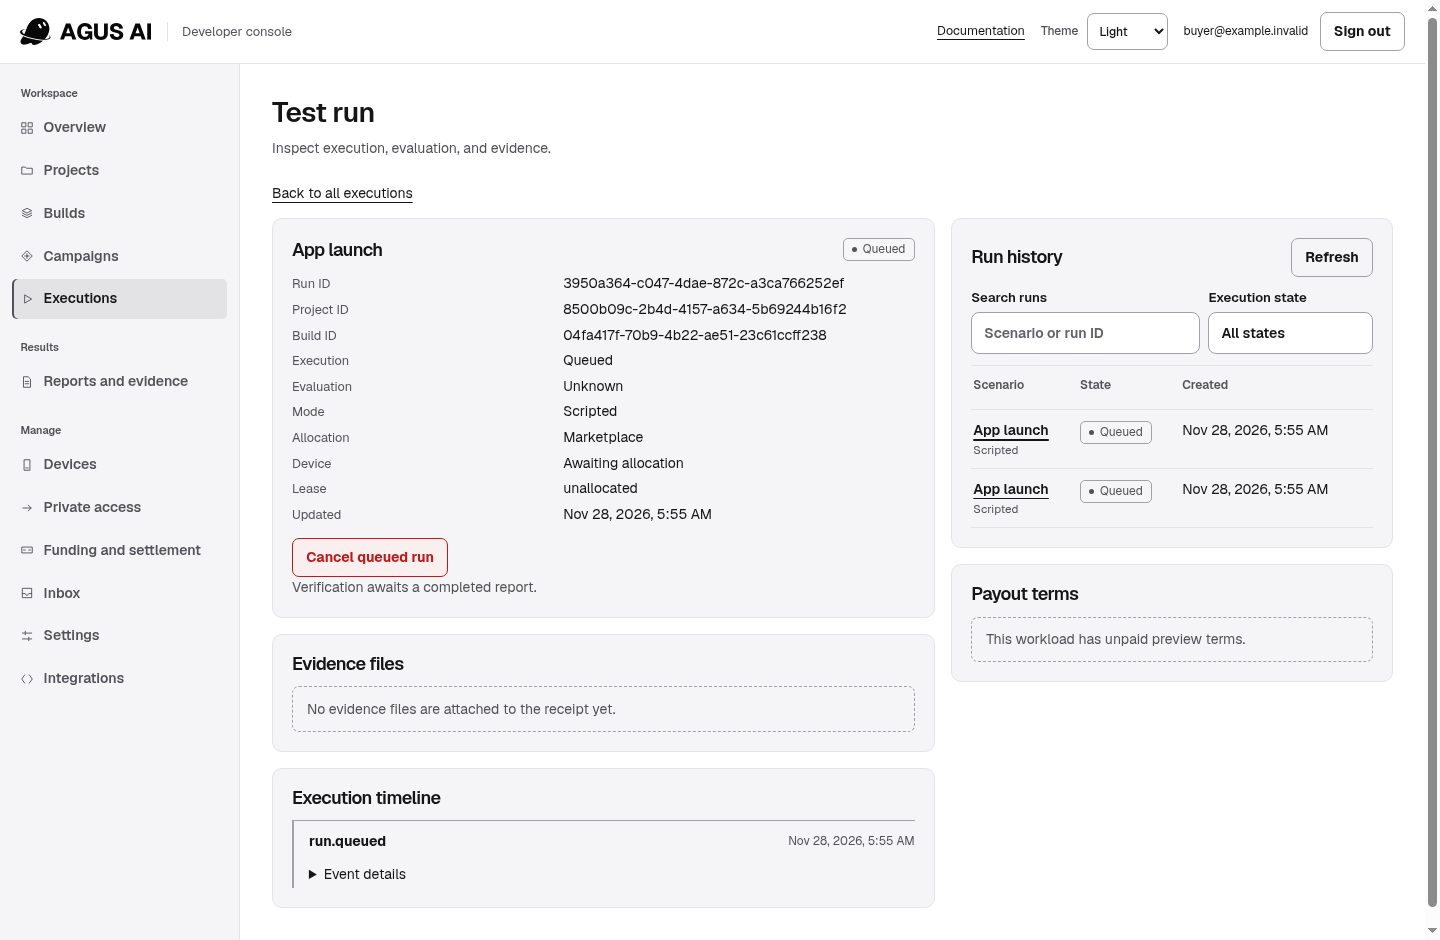 AGUS AI
Developer console
Documentation
Theme
Light
buyer@example.invalid
Sign out
Workspace
Overview
Projects
Builds
Campaigns
Executions
Results
Reports and evidence
Manage
Devices
Private access
Funding and settlement
Inbox
Settings
Integrations
Test run
Inspect execution, evaluation, and evidence.
Back to all executions
App launch
Queued
Run ID 3950a364-c047-4dae-872c-a3ca766252ef
Project ID 8500b09c-2b4d-4157-a634-5b69244b16f2
Build ID 04fa417f-70b9-4b22-ae51-23c61ccff238
Execution Queued
Evaluation Unknown
Mode Scripted
Allocation Marketplace
Device Awaiting allocation
Lease unallocated
Updated Nov 28, 2026, 5:55 AM
Cancel queued run
Verification awaits a completed report.
Evidence files
No evidence files are attached to the receipt yet.
Execution timeline
run.queued Nov 28, 2026, 5:55 AM
Event details
Run history
Refresh
Search runs Execution state
Scenario or run ID All states
Scenario State Created
App launch Queued Nov 28, 2026, 5:55 AM
Scripted
App launch Queued Nov 28, 2026, 5:55 AM
Scripted
Payout terms
This workload has unpaid preview terms.